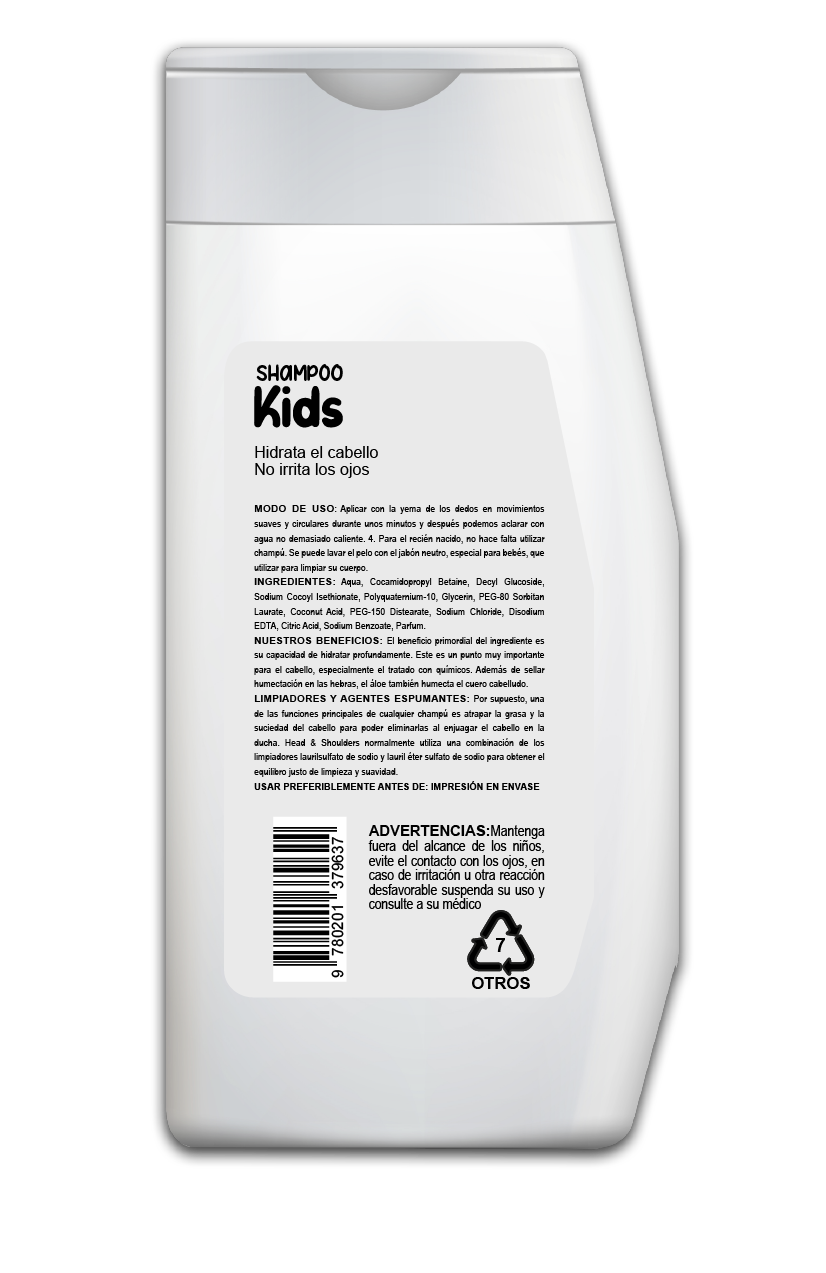 SHAMPOO
Kids
Hidrata el cabello
No irrita los ojos
MODO DE USO: Aplicar con la yema de los dedos en movimientos
suaves y circulares durante unos minutos y después podemos aclarar con
agua no demasiado caliente. 4. Para el recién nacido, no hace falta utilizar
champú. Se puede lavar el pelo con el jabón neutro, especial para bebés, que
utilizar para limpiar su cuerpo.
INGREDIENTES: Aqua, Cocamidopropyl Betaine, Decyl Glucoside,
Sodium Cocoyl Isethionate, Polyquaternium-10, Glycerin, PEG-80 Sorbitan
Laurate, Coconut Acid, PEG-150 Distearate, Sodium Chloride, Disodium
EDTA, Citric Acid, Sodium Benzoate, Parfum.
NUESTROS BENEFICIOS: El beneficio primordial del ingrediente es
su capacidad de hidratar profundamente. Este es un punto muy importante
para el cabello, especialmente el tratado con químicos. Además de sellar
humectación en las hebras, el áloe también humecta el cuero cabelludo.
LIMPIADORES Y AGENTES ESPUMANTES: Por supuesto, una
de las funciones principales de cualquier champú es atrapar la grasa y la
suciedad del cabello para poder eliminarlas al enjuagar el cabello en la
ducha. Head & Shoulders normalmente utiliza una combinación de los
limpiadores laurilsulfato de sodio y lauril éter sulfato de sodio para obtener el
equilibro justo de limpieza y suavidad.
USAR PREFERIBLEMENTE ANTES DE: IMPRESIÓN EN ENVASE
9 780201 379637
ADVERTENCIAS:Mantenga
fuera del alcance de los niños,
evite el contacto con los ojos, en
caso de irritación u otra reacción
desfavorable suspenda su uso y
consulte a su médico
7
OTROS